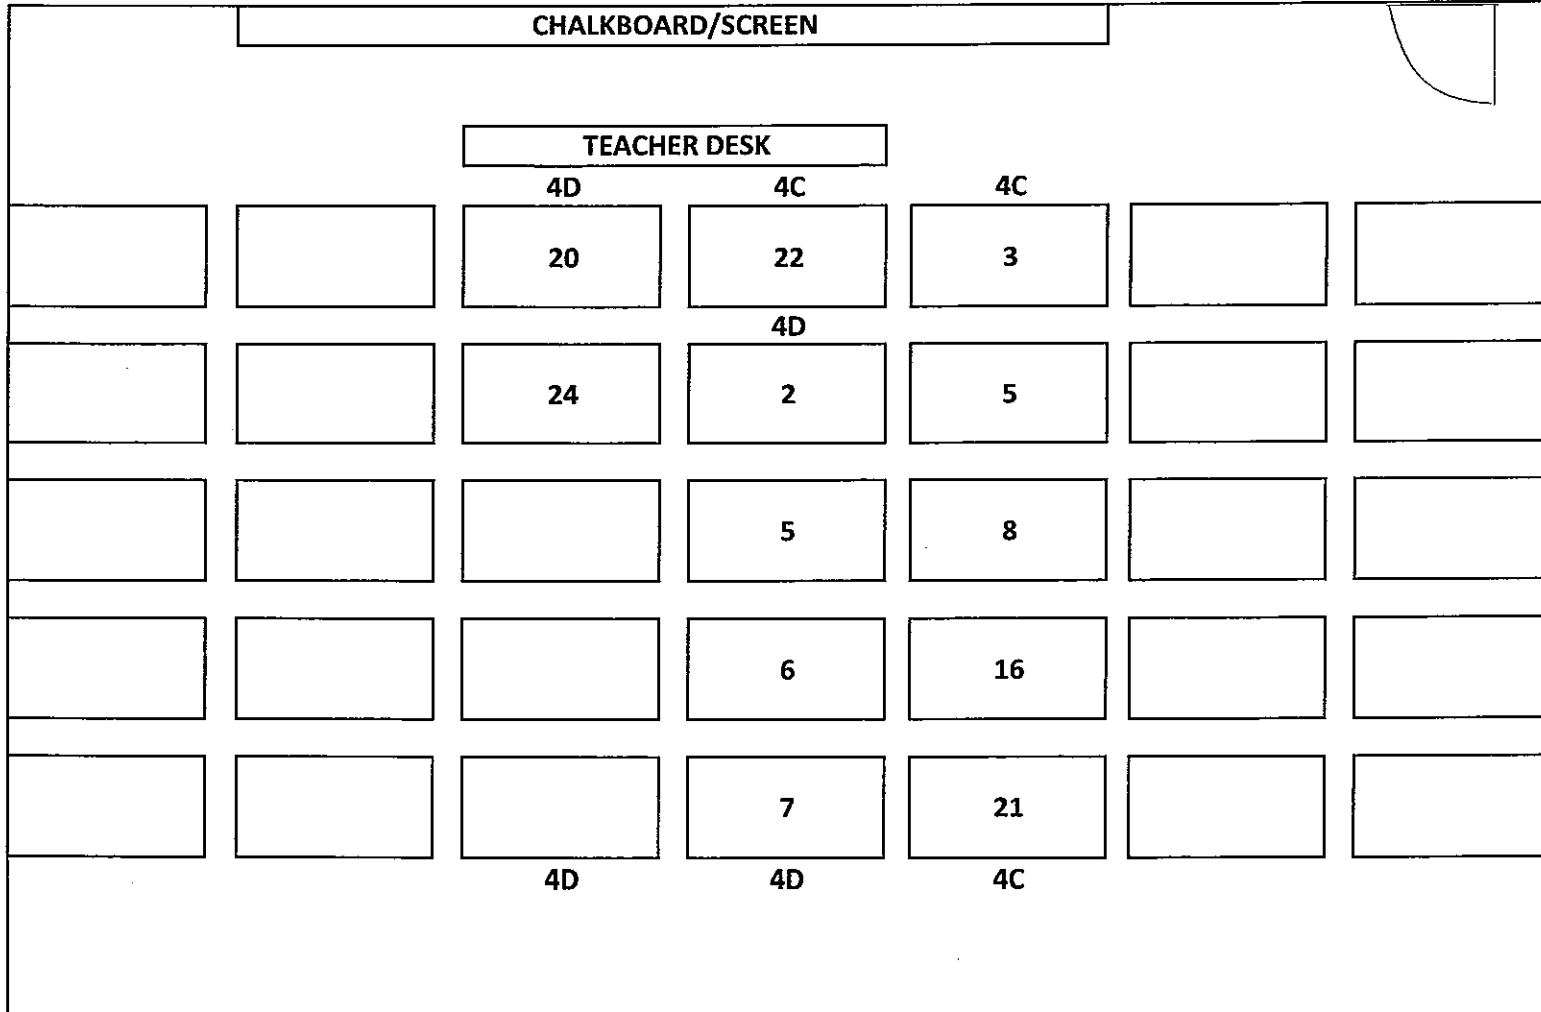 CHALKBOARD/SCREEN
TEACHER DESK
4D 4C 4C
20 22 3
4D
24 2 5
5 8
6 16
7 21
4D 4D 4C